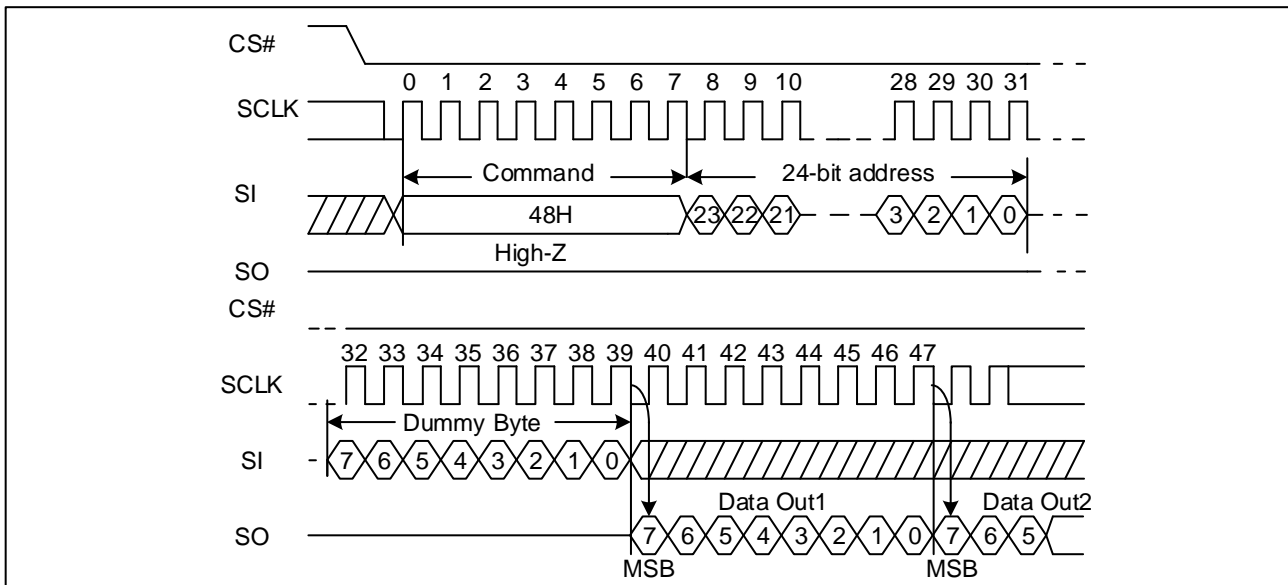 CS#
0 1 2 3 4 5 6 7 8 9 10 28 29 30 31
SCLK
Command 24-bit address
SI
48H 23 22 21 3 2 1 0
High-Z
SO
CS#
32 33 34 35 36 37 38 39 40 41 42 43 44 45 46 47
SCLK
Dummy Byte
SI 7 6 5 4 3 2 1 0
Data Out1 Data Out2
SO 7 6 5 4 3 2 1 0 7 6 5
MSB MSB